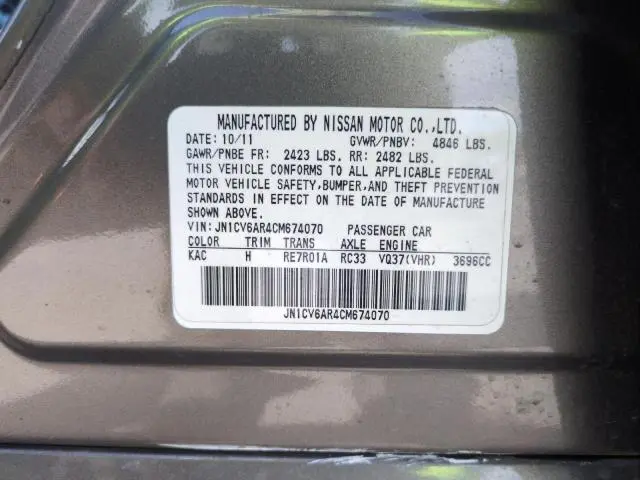 MANUFACTURED BY NISSAN MOTOR CO.,LTD.
DATE: 10/11 GVWR/PNBV: 4846 LBS.
GAWR/PNBE FR: 2423 LBS. RR: 2482 LBS.
THIS VEHICLE CONFORMS TO ALL APPLICABLE FEDERAL
MOTOR VEHICLE SAFETY,BUMPER,AND THEFT PREVENTION
STANDARDS IN EFFECT ON THE DATE OF MANUFACTURE
SHOWN ABOVE.
VIN: JN1CV6AR4CM674070 PASSENGER CAR
COLOR TRIM TRANS AXLE ENGINE
KAC H RE7R01A RC33 VQ37(VHR) 3696CC
JN1CV6AR4CM674070